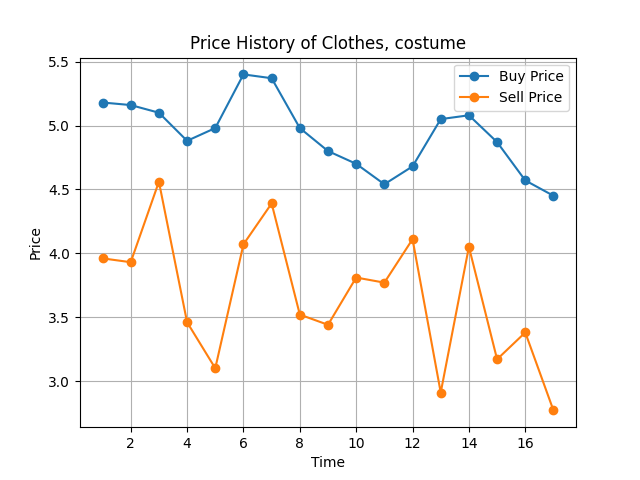 Price History of Clothes, costume
Buy Price
Sell Price
5.5
5.0
4.5
4.0
3.5
3.0
Price
2 4 6 8 10 12 14 16
Time